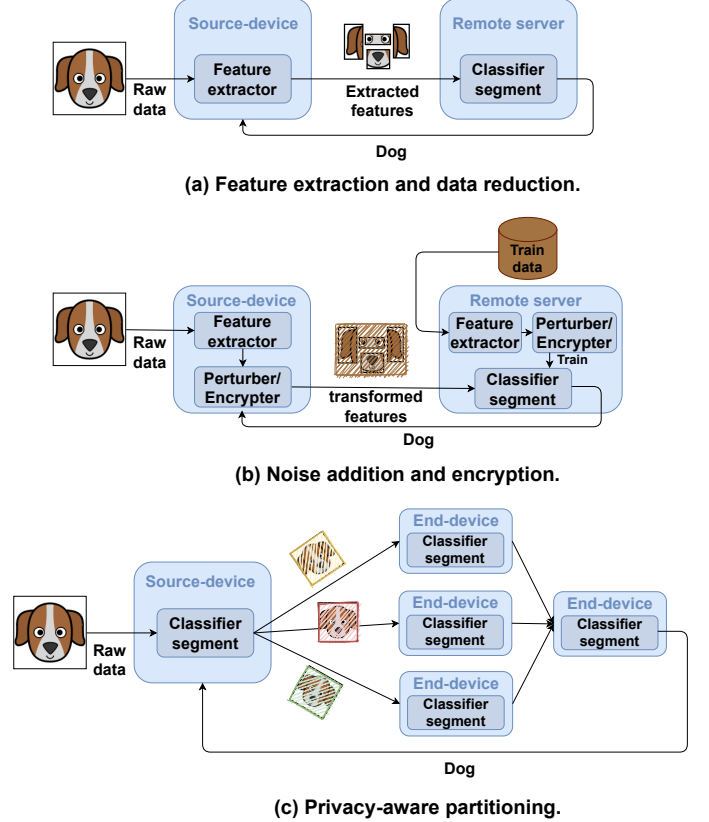 Source-device
Remote server
Raw
data
Feature
extractor
Extracted
features
Classifier
segment
Dog
(a) Feature extraction and data reduction.
Train
data
Source-device
Remote server
Raw
data
Feature
extractor
Perturber/
Encrypter
transformed
features
Feature
extractor
Perturber/
Encrypter
Train
Classifier
segment
Dog
(b) Noise addition and encryption.
Source-device
Raw
data
Classifier
segment
End-device
Classifier
segment
End-device
Classifier
segment
End-device
Classifier
segment
End-device
Classifier
segment
Dog
(c) Privacy-aware partitioning.